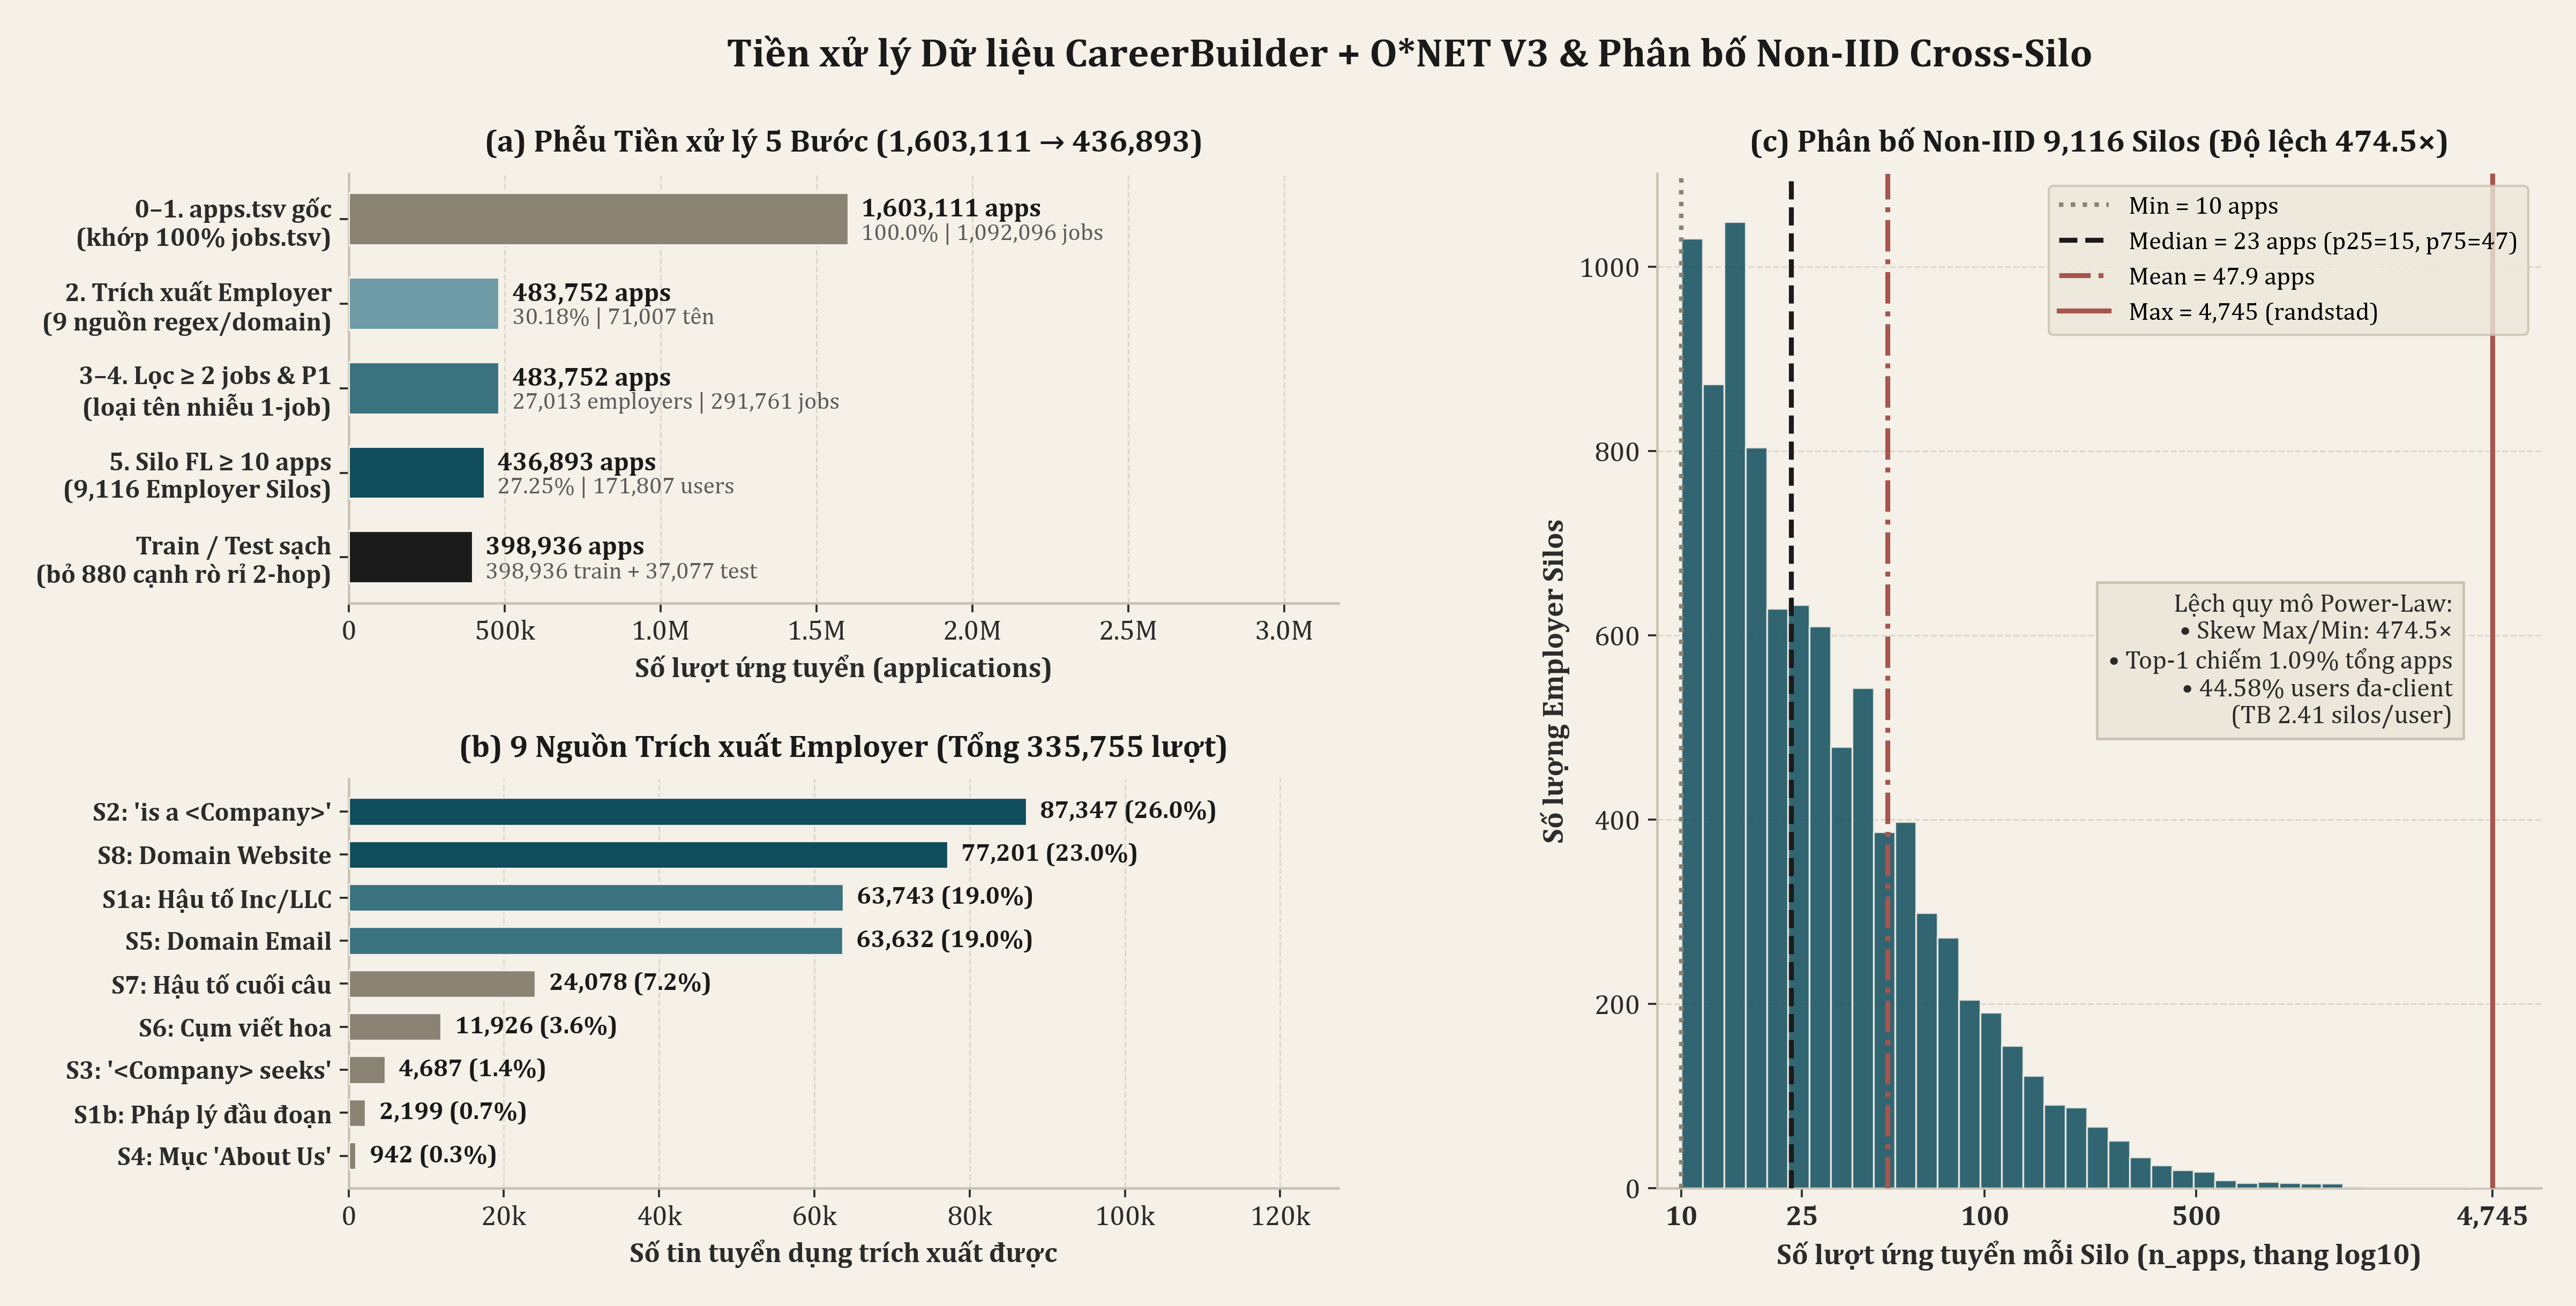 Tiền xử lý Dữ liệu CareerBuilder + O*NET V3 & Phân bố Non-IID Cross-Silo
(a) Phễu Tiền xử lý 5 Bước (1,603,111 → 436,893)
0–1. apps.tsv gốc
(khớp 100% jobs.tsv)
1,603,111 apps
100.0% | 1,092,096 jobs
2. Trích xuất Employer
(9 nguồn regex/domain)
483,752 apps
30.18% | 71,007 tên
3–4. Lọc ≥ 2 jobs & P1
(loại tên nhiễu 1-job)
483,752 apps
27,013 employers | 291,761 jobs
5. Silo FL ≥ 10 apps
(9,116 Employer Silos)
436,893 apps
27.25% | 171,807 users
Train / Test sạch
(bỏ 880 cạnh rò rỉ 2-hop)
398,936 apps
398,936 train + 37,077 test
0 500k 1.0M 1.5M 2.0M 2.5M 3.0M
Số lượt ứng tuyển (applications)
(b) 9 Nguồn Trích xuất Employer (Tổng 335,755 lượt)
S2: 'is a <Company>' 87,347 (26.0%)
S8: Domain Website 77,201 (23.0%)
S1a: Hậu tố Inc/LLC 63,743 (19.0%)
S5: Domain Email 63,632 (19.0%)
S7: Hậu tố cuối câu 24,078 (7.2%)
S6: Cụm viết hoa 11,926 (3.6%)
S3: '<Company> seeks' 4,687 (1.4%)
S1b: Pháp lý đầu đoạn 2,199 (0.7%)
S4: Mục 'About Us' 942 (0.3%)
0 20k 40k 60k 80k 100k 120k
Số tin tuyển dụng trích xuất được
(c) Phân bố Non-IID 9,116 Silos (Độ lệch 474.5×)
Min = 10 apps
Median = 23 apps (p25=15, p75=47)
Mean = 47.9 apps
Max = 4,745 (randstad)
Lệch quy mô Power-Law:
• Skew Max/Min: 474.5×
• Top-1 chiếm 1.09% tổng apps
• 44.58% users đa-client
(TB 2.41 silos/user)
Số lượng Employer Silos
1000
800
600
400
200
0
10 25 100 500 4,745
Số lượt ứng tuyển mỗi Silo (n_apps, thang log10)